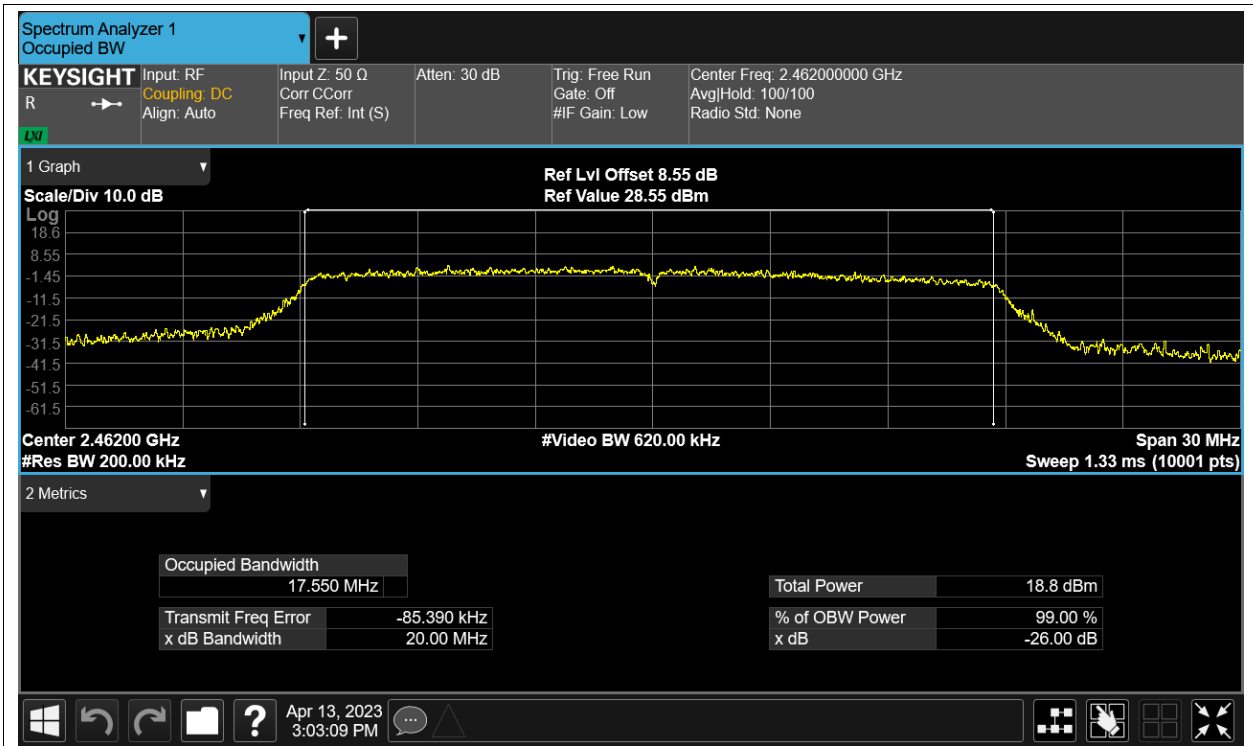 Spectrum Analyzer 1
Occupied BW
KEYSIGHT
R
LXI
Input: RF
Coupling: DC
Align: Auto
Input Z: 50 Ω
Corr CCorr
Freq Ref: Int (S)
Atten: 30 dB
Trig: Free Run
Gate: Off
#IF Gain: Low
Center Freq: 2.462000000 GHz
Avg|Hold: 100/100
Radio Std: None
1 Graph
Scale/Div 10.0 dB
Ref Lvl Offset 8.55 dB
Ref Value 28.55 dBm
Log
18.6
8.55
-1.45
-11.5
-21.5
-31.5
-41.5
-51.5
-61.5
Center 2.46200 GHz
#Video BW 620.00 kHz
Span 30 MHz
#Res BW 200.00 kHz
Sweep 1.33 ms (10001 pts)
2 Metrics
Occupied Bandwidth
17.550 MHz
Total Power 18.8 dBm
Transmit Freq Error -85.390 kHz
% of OBW Power 99.00 %
x dB Bandwidth 20.00 MHz
x dB -26.00 dB
?
Apr 13, 2023
3:03:09 PM